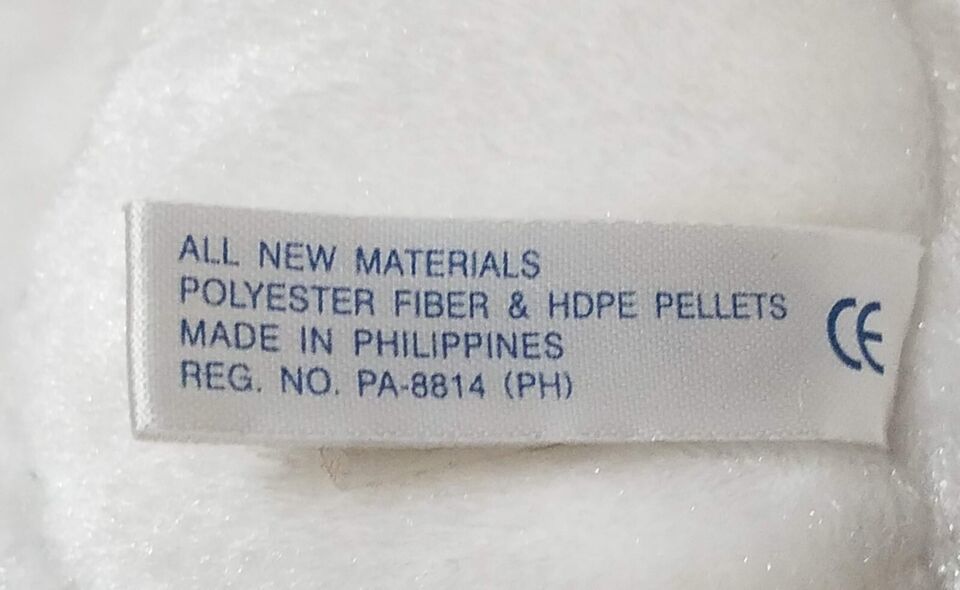 ALL NEW MATERIALS
POLYESTER FIBER & HDPE PELLETS
MADE IN PHILIPPINES
REG. NO. PA-8814 (PH)
CE